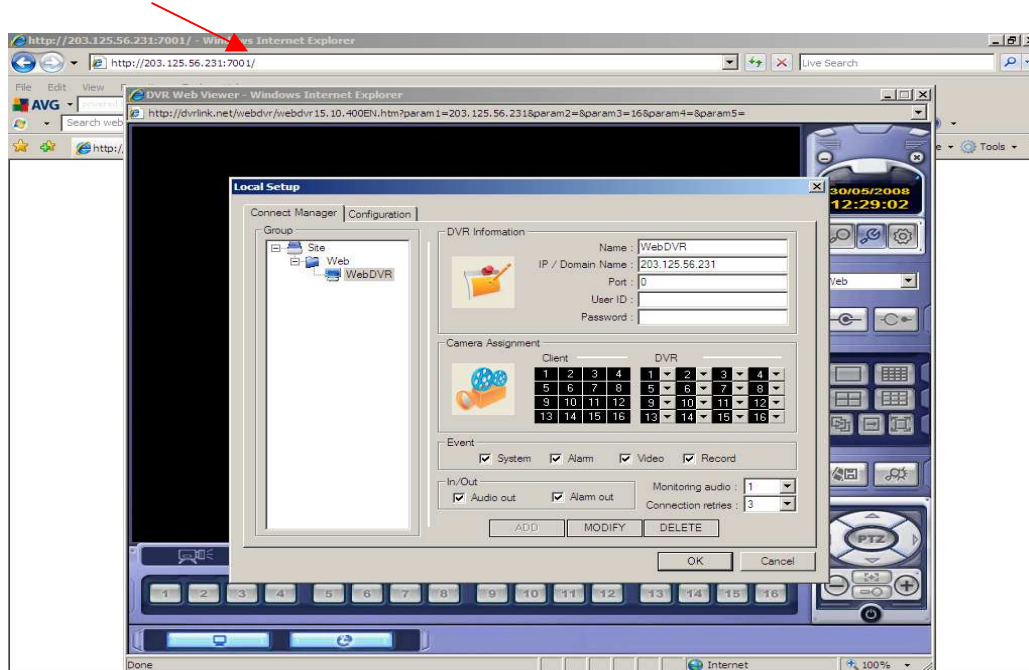 http://203.125.56.231:7001/ - Windows Internet Explorer
http://203.125.56.231:7001/
Live Search
File Edit View
AVG
Search web
http:/
Tools
DVR Web Viewer - Windows Internet Explorer
http://dvrlink.net/webdvr/webdvr15.10.400EN.htm?param1=203.125.56.231&param2=&param3=16&param4=&param5=
30/05/2008
12:29:02
Web
Local Setup
Connect Manager Configuration
Group
Site
Web
WebDVR
DVR Information
Name : WebDVR
IP / Domain Name : 203.125.56.231
Port : 0
User ID :
Password :
Camera Assignment
Client DVR
1 2 3 4 1 2 3 4
5 6 7 8 5 6 7 8
9 10 11 12 9 10 11 12
13 14 15 16 13 14 15 16
Event
System Alarm Video Record
In/Out
Audio out Alarm out
Monitoring audio : 1
Connection retries : 3
ADD MODIFY DELETE
OK Cancel
PTZ
1 2 3 4 5 6 7 8 9 10 11 12 13 14 15 16
Done Internet 100%